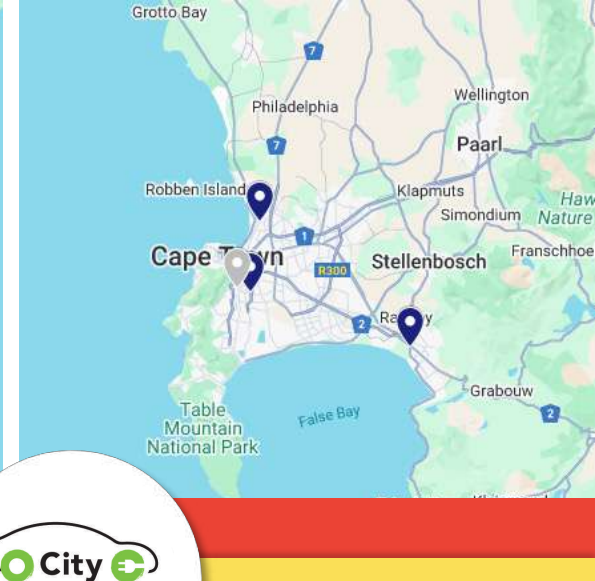 Grotto Bay
7
Philadelphia
Wellington
7
Paarl
Robben Island
Klapmuts
Haw
Nature
Simondium
1
Franschhoe
Cape T wn
R300
Stellenbosch
2
Ra y
Grabouw
2
Table
Mountain
National Park
False Bay
City